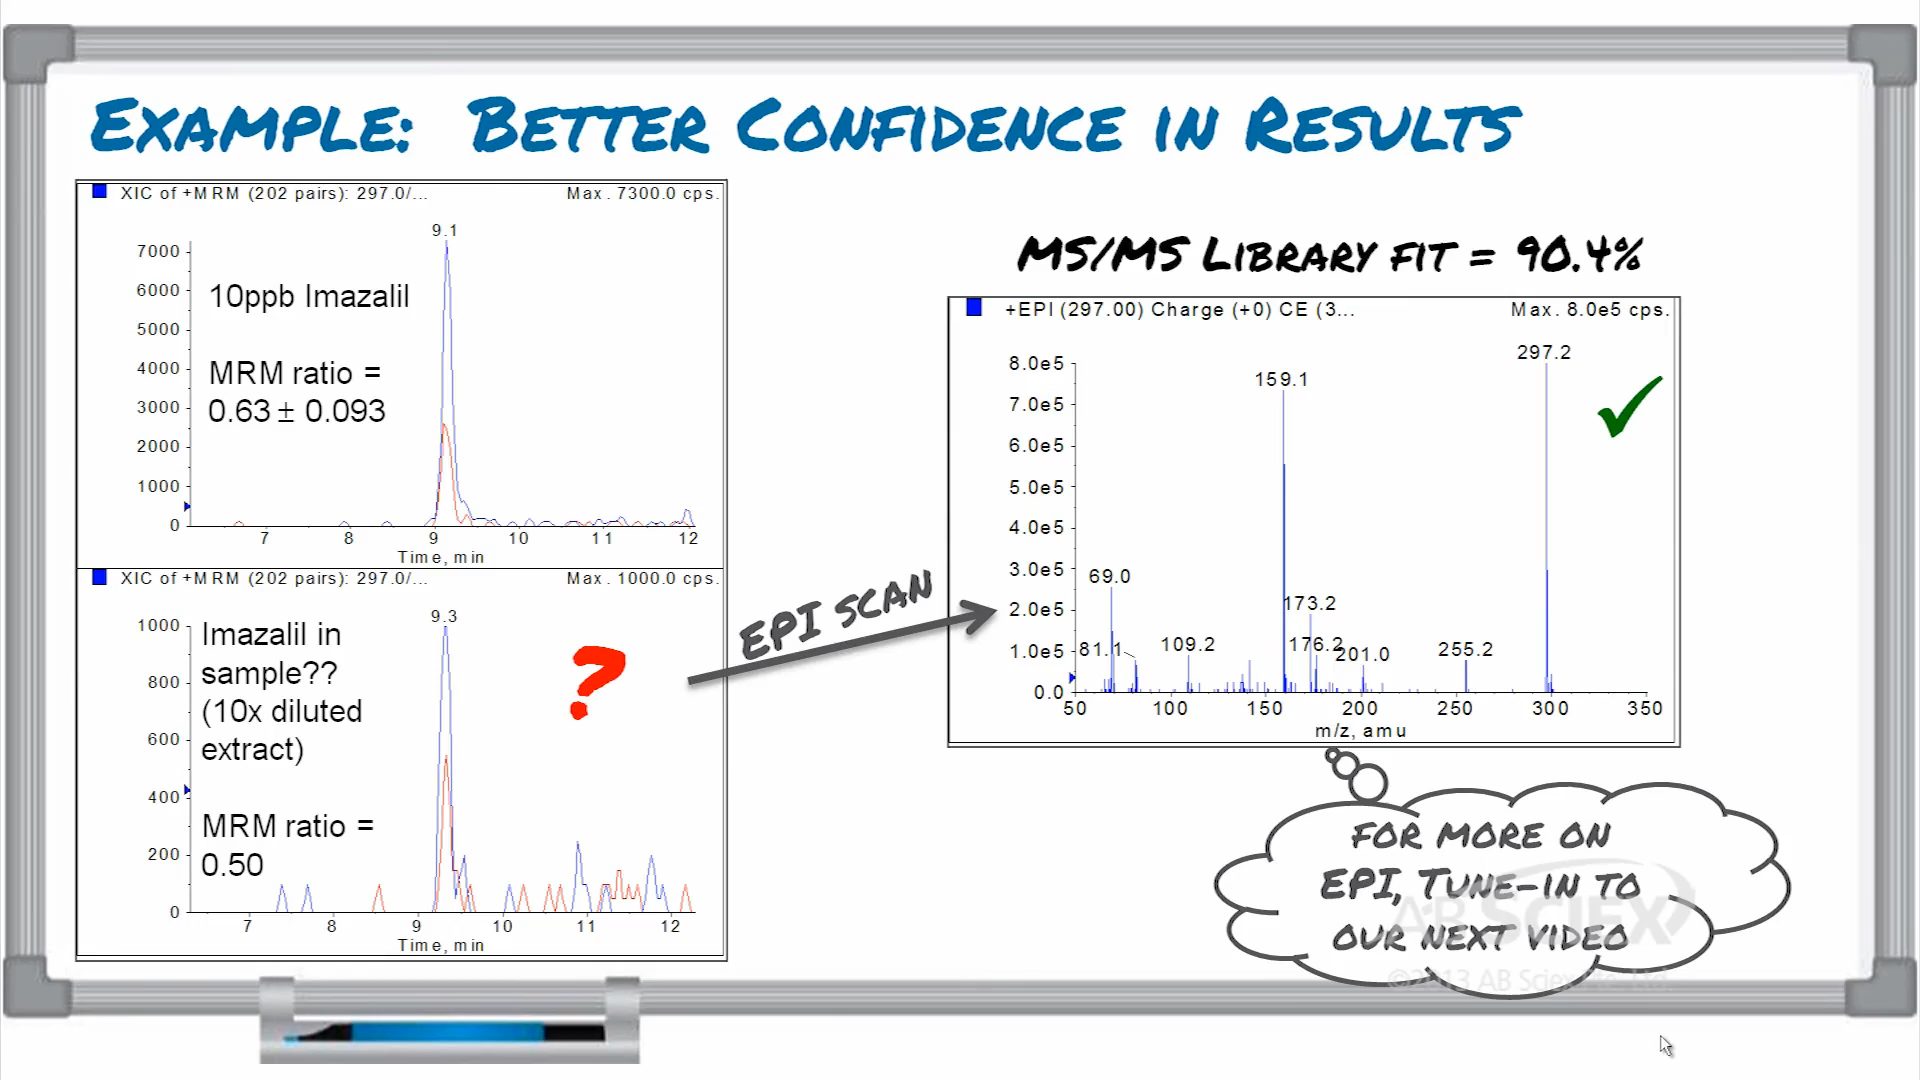 Example: Better Confidence in Results
XIC of +MRM (202 pairs): 297.0/... Max. 7300.0 cps.
9.1
7000
6000
5000
4000
3000
2000
1000
0
10ppb Imazalil
MRM ratio =
0.63 ± 0.093
7 8 9 10 11 12
Time, min
XIC of +MRM (202 pairs): 297.0/... Max. 1000.0 cps.
9.3
1000
800
600
400
200
0
Imazalil in
sample??
(10x diluted
extract)
MRM ratio =
0.50
?
7 8 9 10 11 12
Time, min
EPI scan
MS/MS Library fit = 90.4%
+EPI (297.00) Charge (+0) CE (3... Max. 8.0e5 cps.
8.0e5
7.0e5
6.0e5
5.0e5
4.0e5
3.0e5
2.0e5
1.0e5
0.0
297.2
159.1
69.0
173.2
81.1
109.2
176.2
201.0
255.2
50 100 150 200 250 300 350
m/z, amu
for more on
EPI, Tune-in to
our next video
AB SCIEX
©2013 AB Sciex Pte. Ltd.